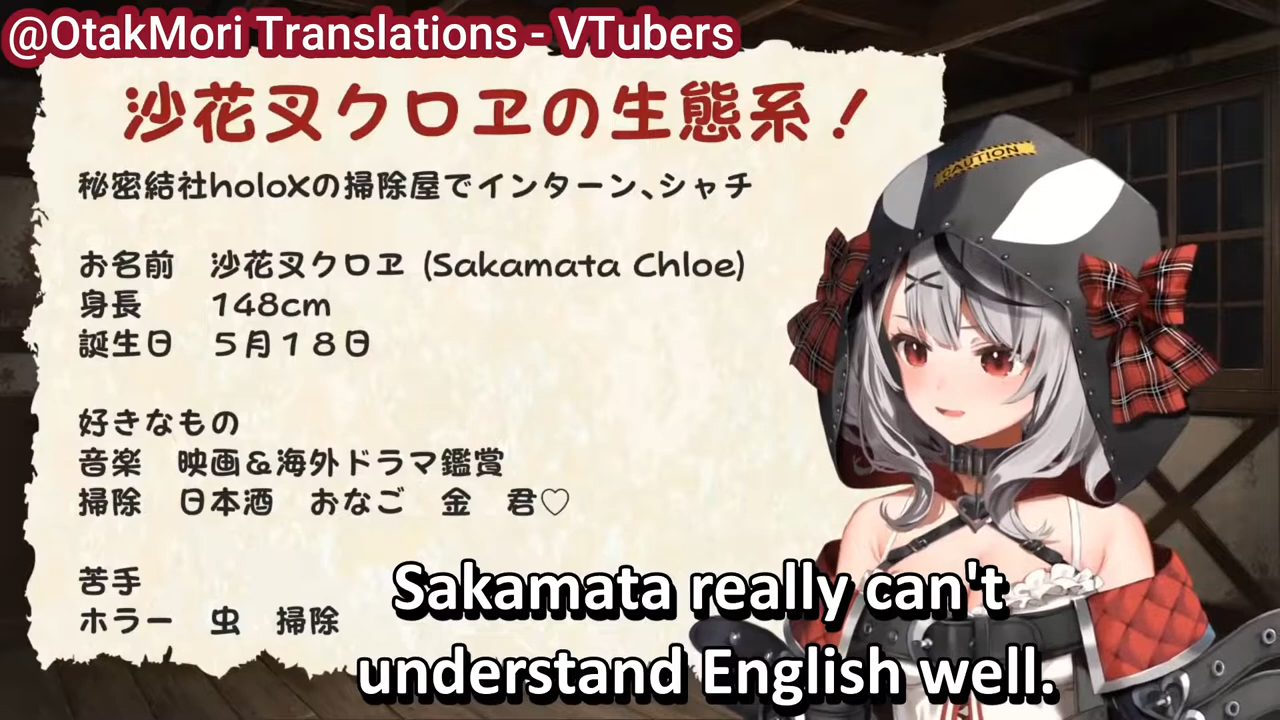 @OtakMori Translations - VTubers
沙花叉クロヱの生態系！
CAUTION
秘密結社holoXの掃除屋でインターン、シャチ
お名前　沙花叉クロヱ (Sakamata Chloe)
身長　　148cm
誕生日　５月１８日
好きなもの
音楽　映画＆海外ドラマ鑑賞
掃除　日本酒　おなご　金　君♡
苦手
ホラー　虫　掃除
Sakamata really can't
understand English well.